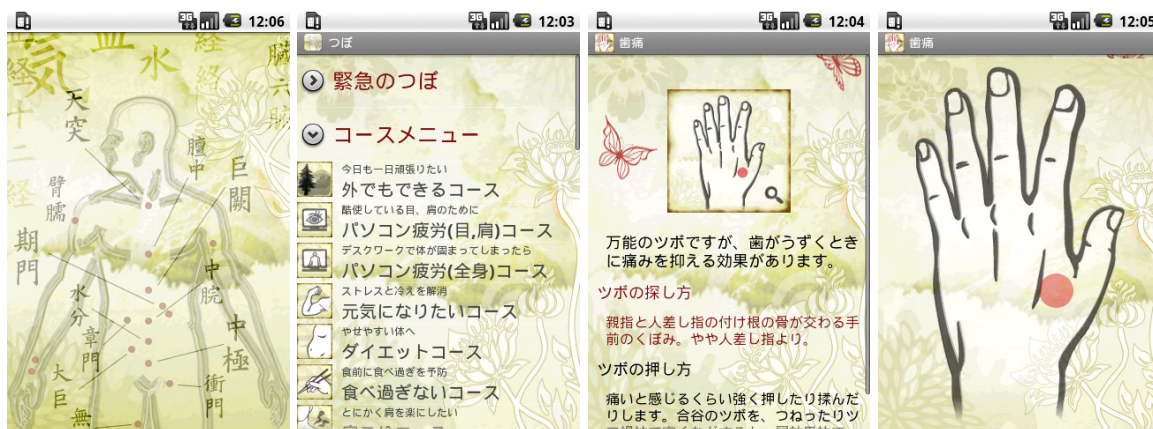 3G 12:06
気
血
水
経
経
臓六腑
経
十二経
天突
膻中
巨闕
臂臑
期門
中脘
水分
章門
中極
大巨
衝門
無
3G 12:03
つぼ
緊急のつぼ
コースメニュー
今日も一日頑張りたい
外でもできるコース
酷使している目、肩のために
パソコン疲労(目,肩)コース
デスクワークで体が固まってしまったら
パソコン疲労(全身)コース
ストレスと冷えを解消
元気になりたいコース
やせやすい体へ
ダイエットコース
食前に食べ過ぎを予防
食べ過ぎないコース
とにかく肩を楽にしたい
3G 12:04
歯痛
万能のツボですが、歯がうずくとき
に痛みを抑える効果があります。
ツボの探し方
親指と人差し指の付け根の骨が交わる手
前のくぼみ。やや人差し指より。
ツボの押し方
痛いと感じるくらい強く押したり揉んだ
りします。合谷のツボを、つねったりツ
3G 12:05
歯痛